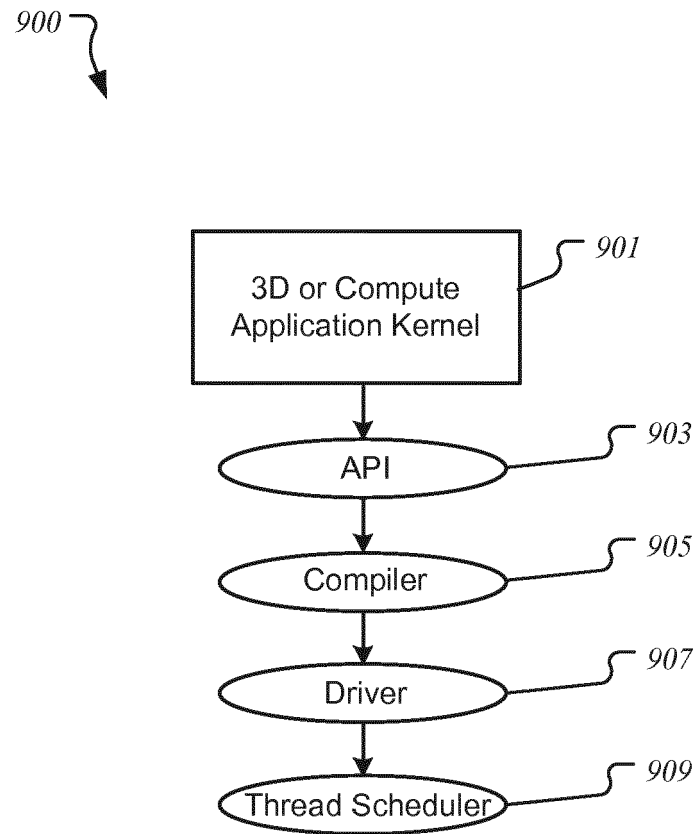 900
901
3D or Compute
Application Kernel
903
API
905
Compiler
907
Driver
909
Thread Scheduler